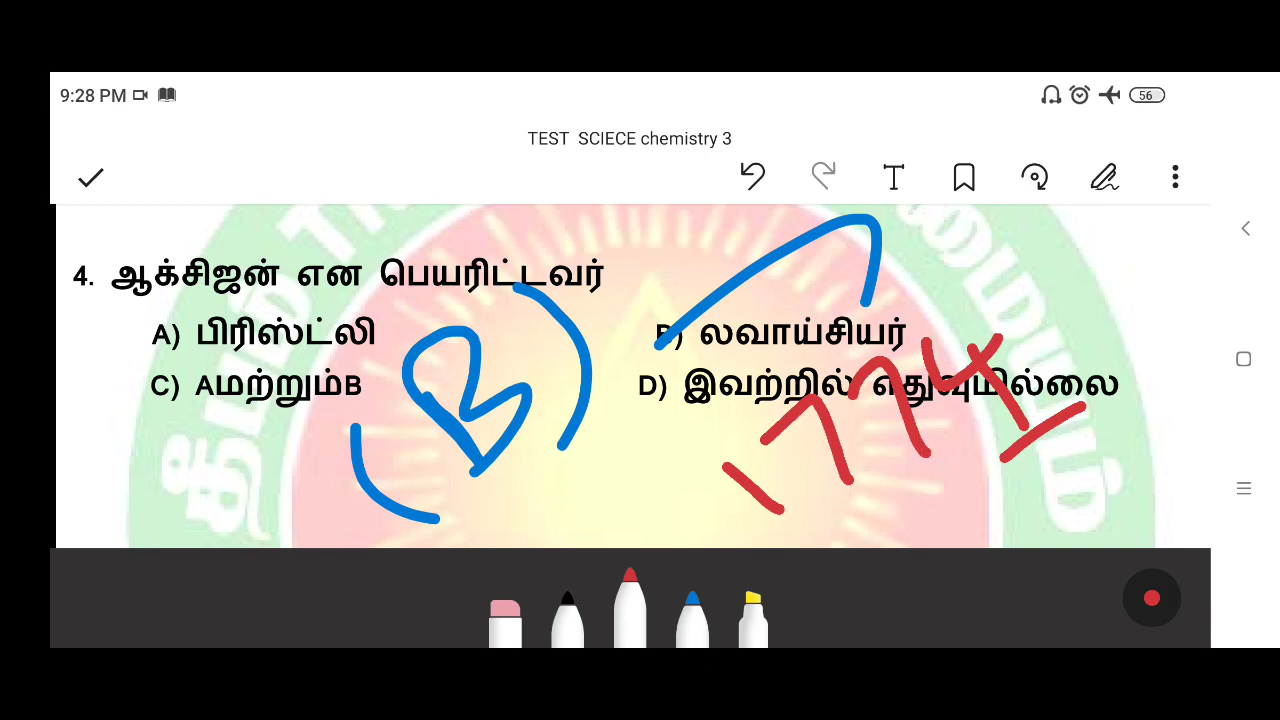 9:28 PM
56
TEST SCIECE chemistry 3
4. ஆக்சிஜன் என பெயரிட்டவர்
A) பிரிஸ்ட்லி
B) லவாய்சியர்
C) Aமற்றும்B
D) இவற்றில் எதுவுமில்லை
(B)
1774